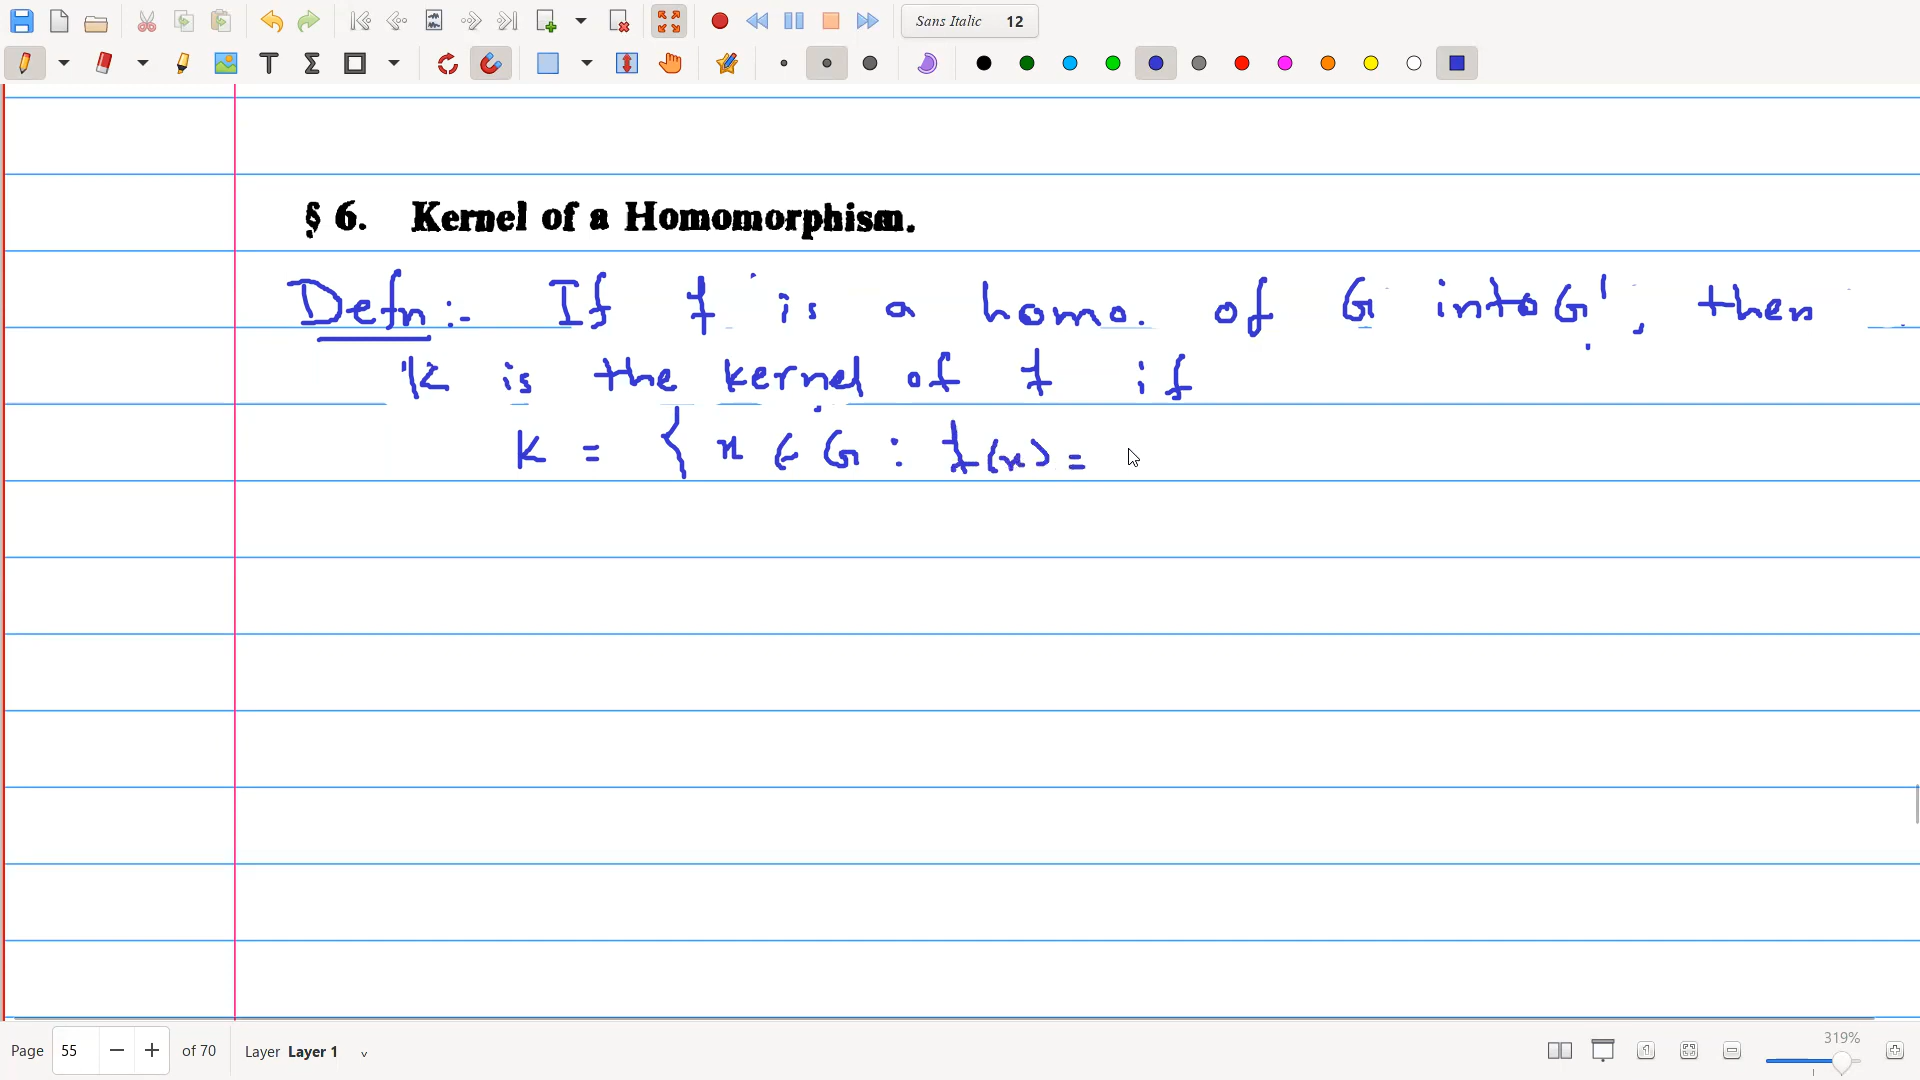 Sans Italic 12
§ 6. Kernel of a Homomorphism.
Defn:- If f is a homo. of G into G', then
K is the kernel of f if
K = { x ∈ G : f(x) =
Page 55 of 70 Layer Layer 1 319%